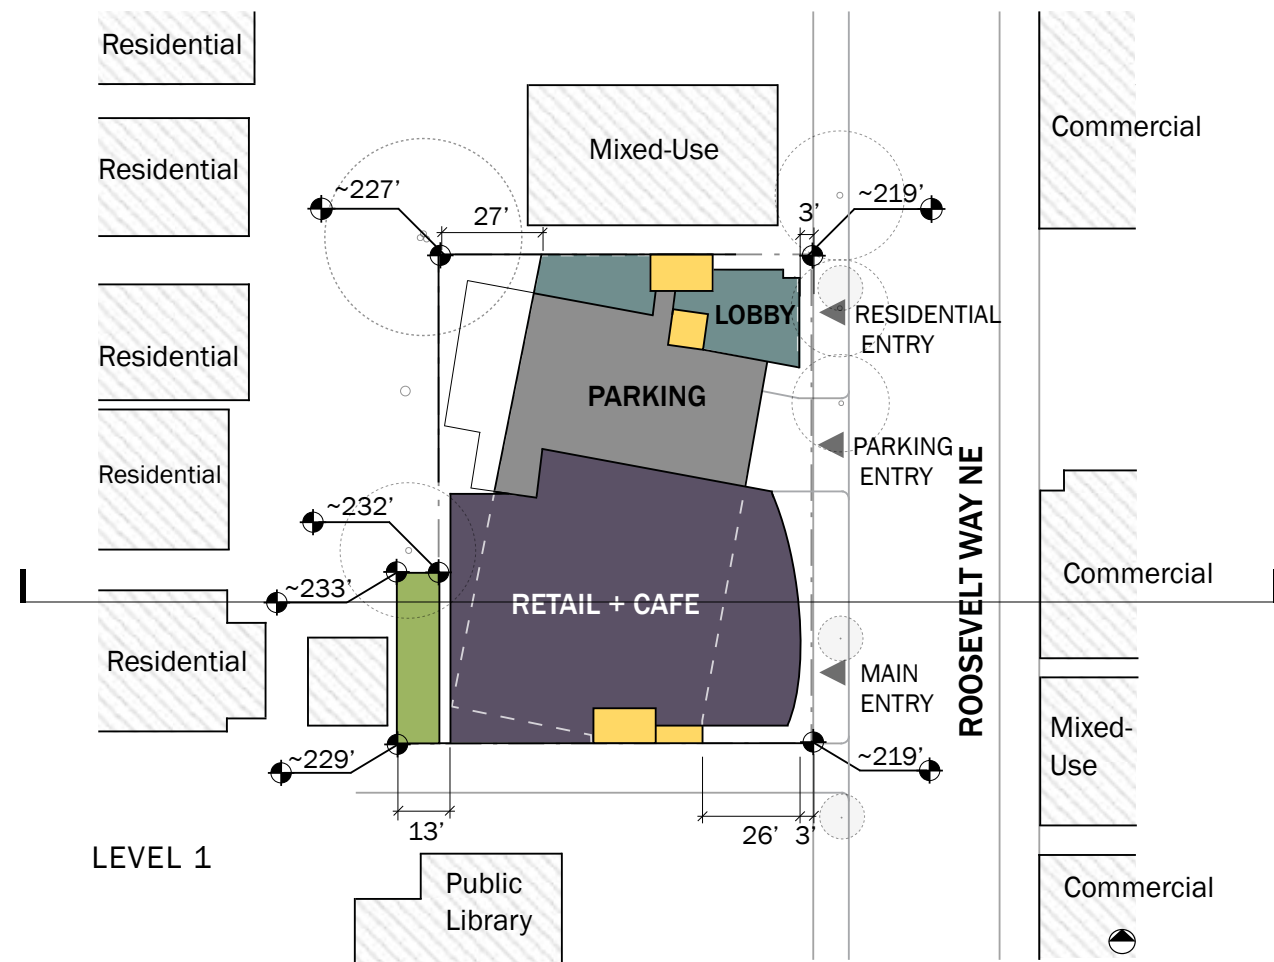 Residential
Commercial
Mixed-Use
Residential
~227’
~219’
27’
3’
LOBBY
RESIDENTIAL
ENTRY
Residential
PARKING
PARKING
ENTRY
Residential
~232’
ROOSEVELT WAY NE
Commercial
~233’
RETAIL + CAFE
Residential
MAIN
ENTRY
Mixed-
Use
~229’
~219’
13’
26’
3’
LEVEL 1
Public
Library
Commercial